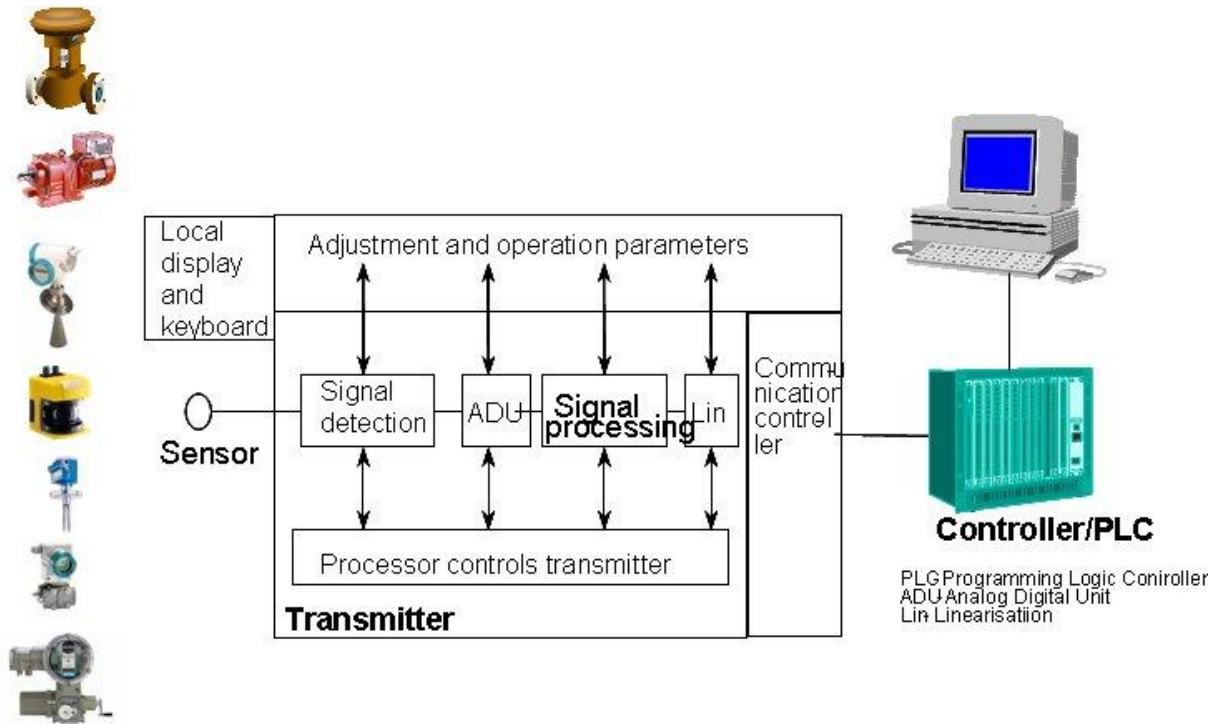 Local
display
and
keyboard
Adjustment and operation parameters
Signal
detection
ADU
Signal
processing
Lin
Commu
nication
control
ler
Sensor
Processor controls transmitter
Transmitter
Controller/PLC
PLG Programming Logic Coniroller
ADU-Analog Digital Unit
Lin- Linearisatiion